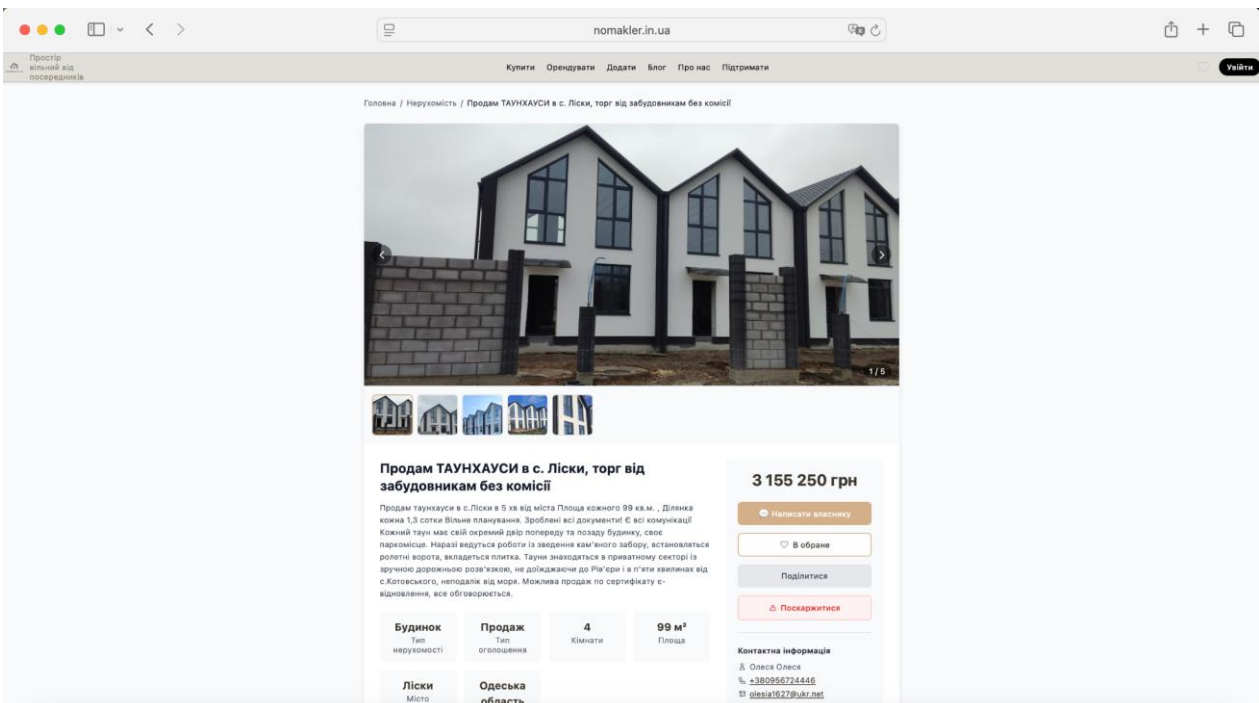 nomakler.in.ua
Простір
вільний від
посередників
Купити Орендувати Додати Блог Про нас Підтримати
Увійти
Головна / Нерухомість / Продам ТАУНХАУСИ в с. Ліски, торг від забудовникам без комісії
1 / 5
Продам ТАУНХАУСИ в с. Ліски, торг від
забудовникам без комісії
Продам таунхауси в с.Ліски в 5 хв від міста Площа кожного 99 кв.м. , Ділянка
кожна 1,3 сотки Вільне планування. Зроблені всі документи! Є всі комунікації
Кожний таун має свій окремий двір попереду та позаду будинку, своє
паркомісце. Наразі ведуться роботи із зведення кам'яного забору, встановляться
ролетні ворота, вкладеться плитка. Тауни знаходяться в приватному секторі із
зручною дорожньою розв'язкою, не доїжджаючи до Рів'єри і в п'яти хвилинах від
с.Котовського, неподалік від моря. Можлива продаж по сертифікату є-
відновлення, все обговорюється.
3 155 250 грн
Написати власнику
В обране
Поділитися
Поскаржитися
Контактна інформація
Олеся Олеся
+380956724446
olesia1627@ukr.net
Будинок
Тип
нерухомості
Продаж
Тип
оголошення
4
Кімнати
99 м²
Площа
Ліски
Місто
Одеська
область